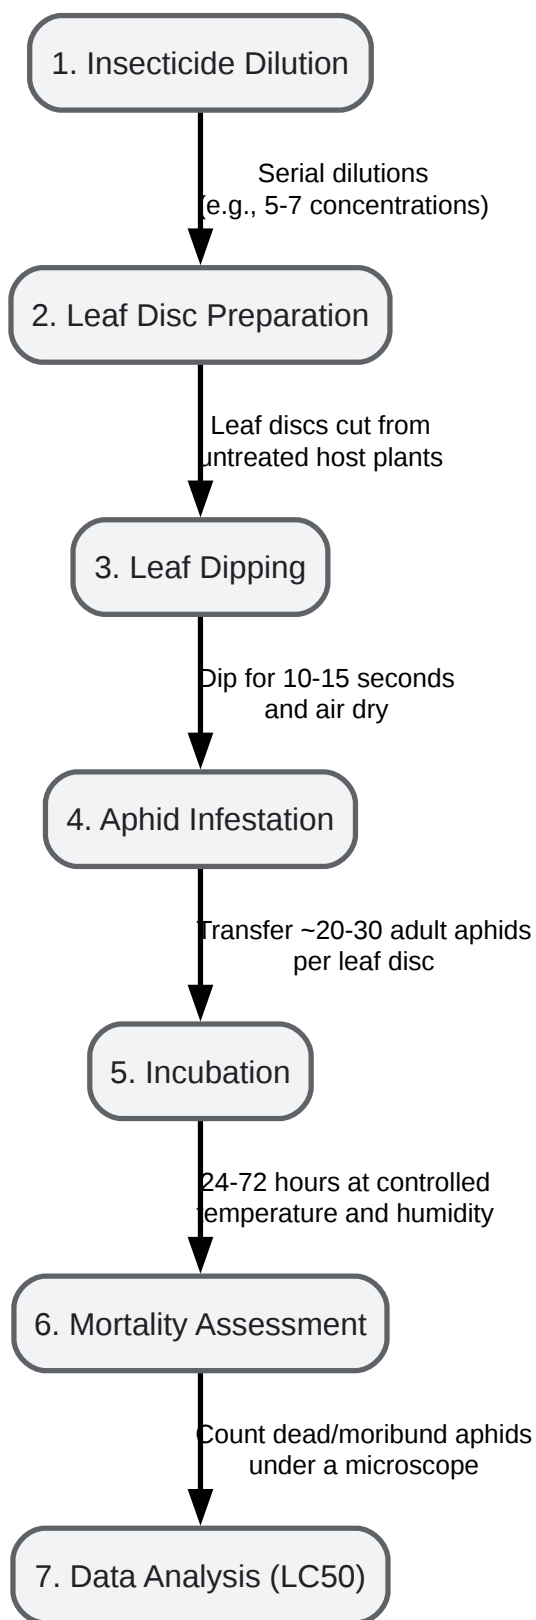 1. Insecticide Dilution
Serial dilutions
(e.g., 5-7 concentrations)
2. Leaf Disc Preparation
Leaf discs cut from
untreated host plants
3. Leaf Dipping
Dip for 10-15 seconds
and air dry
4. Aphid Infestation
Transfer ~20-30 adult aphids
per leaf disc
5. Incubation
24-72 hours at controlled
temperature and humidity
6. Mortality Assessment
Count dead/moribund aphids
under a microscope
7. Data Analysis (LC50)